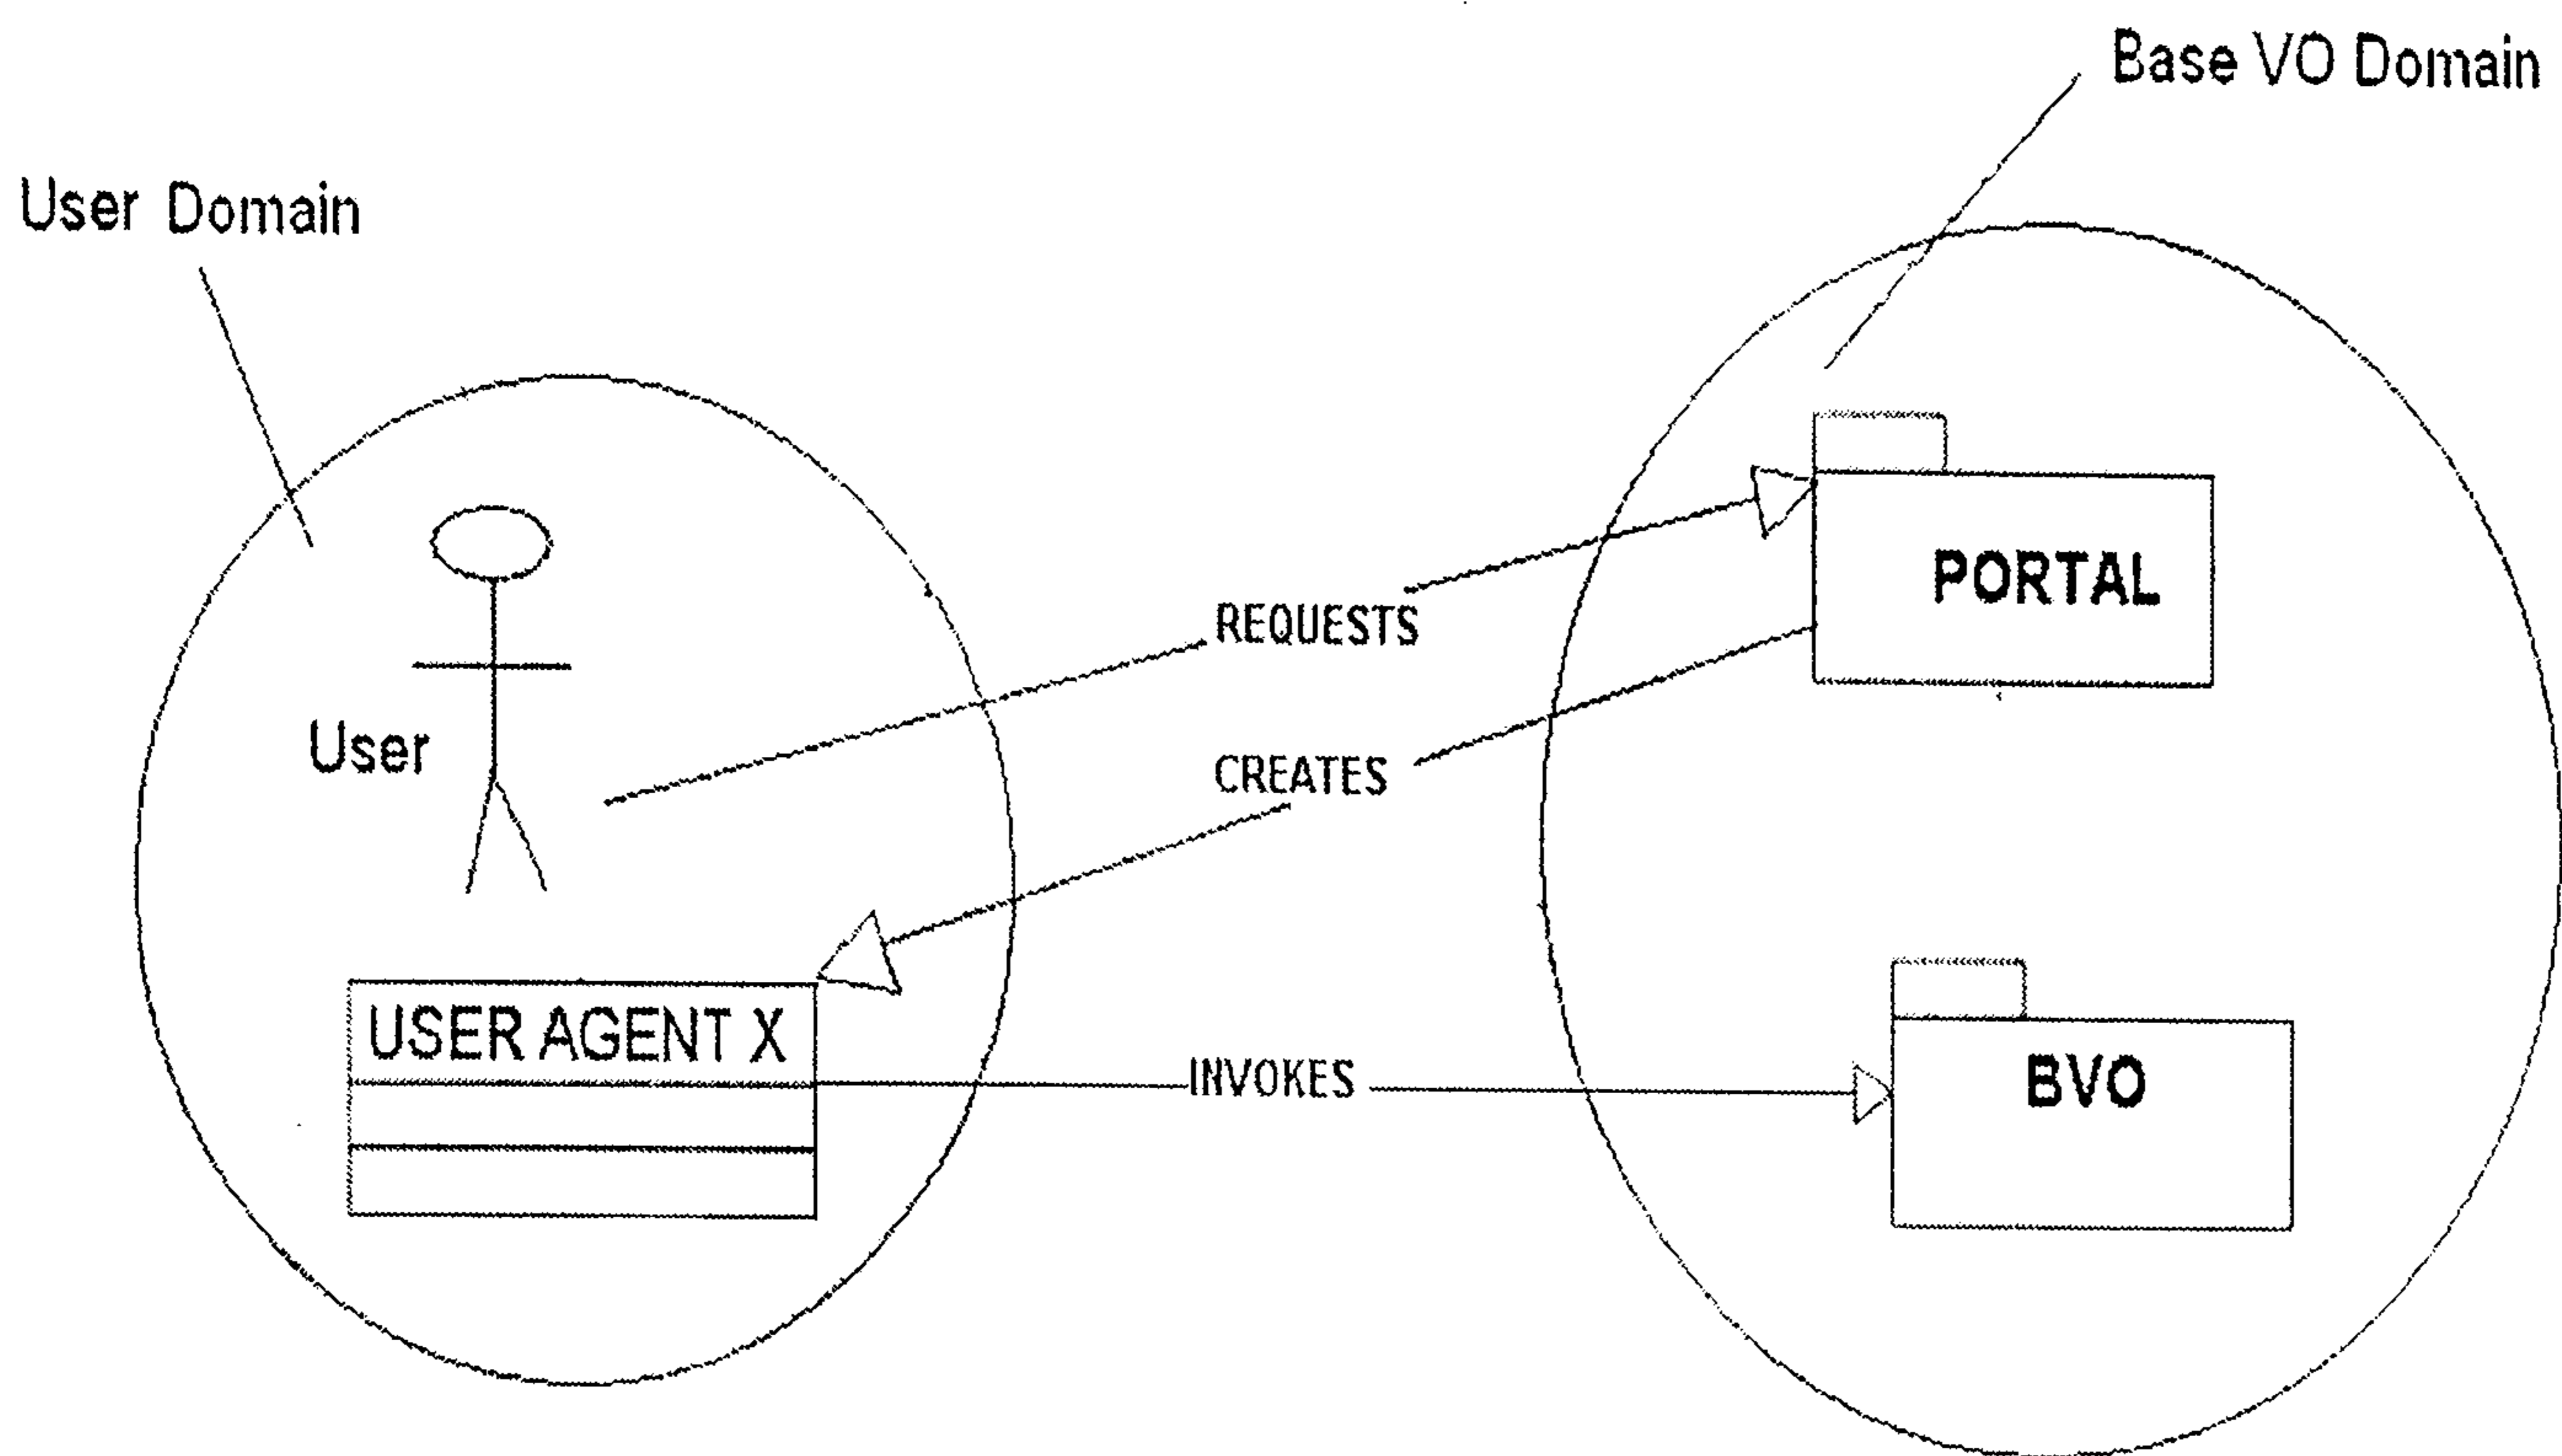 Base VO Domain
User Domain
PORTAL
REQUESTS
User
CREATES
USER AGENT X
INVOKES
BVO